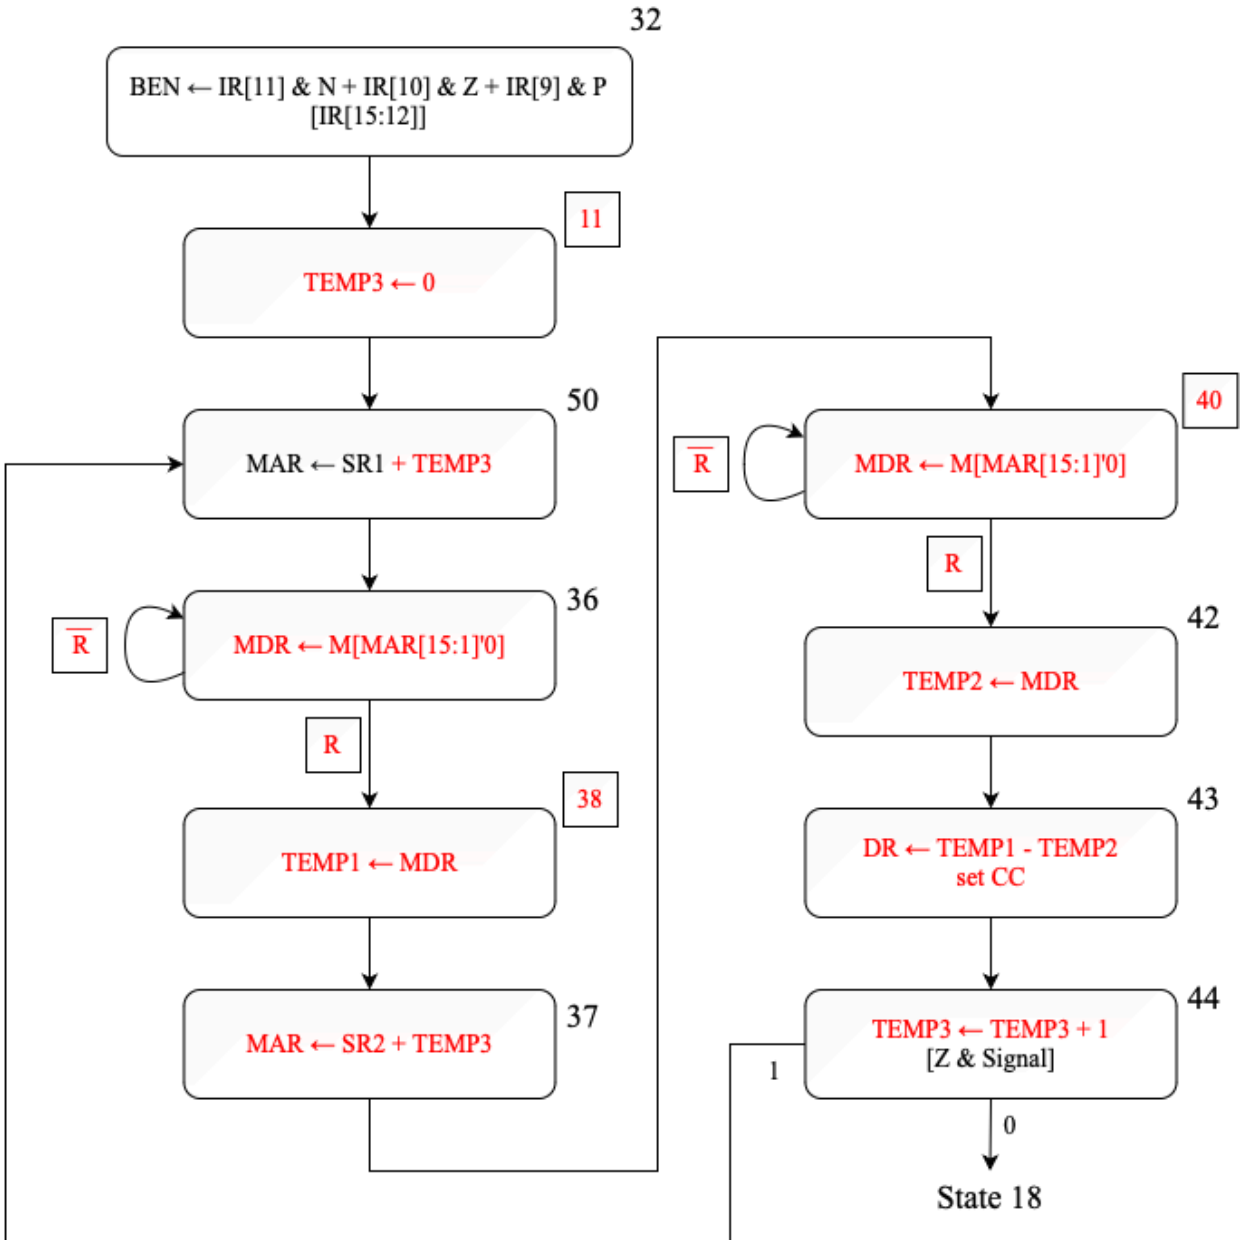 32
BEN ← IR[11] & N + IR[10] & Z + IR[9] & P
[IR[15:12]]
11
TEMP3 ← 0
50
MAR ← SR1 + TEMP3
36
R̅
MDR ← M[MAR[15:1]'0]
R
38
TEMP1 ← MDR
37
MAR ← SR2 + TEMP3
40
R̅
MDR ← M[MAR[15:1]'0]
R
42
TEMP2 ← MDR
43
DR ← TEMP1 - TEMP2
set CC
44
TEMP3 ← TEMP3 + 1
[Z & Signal]
1
0
State 18